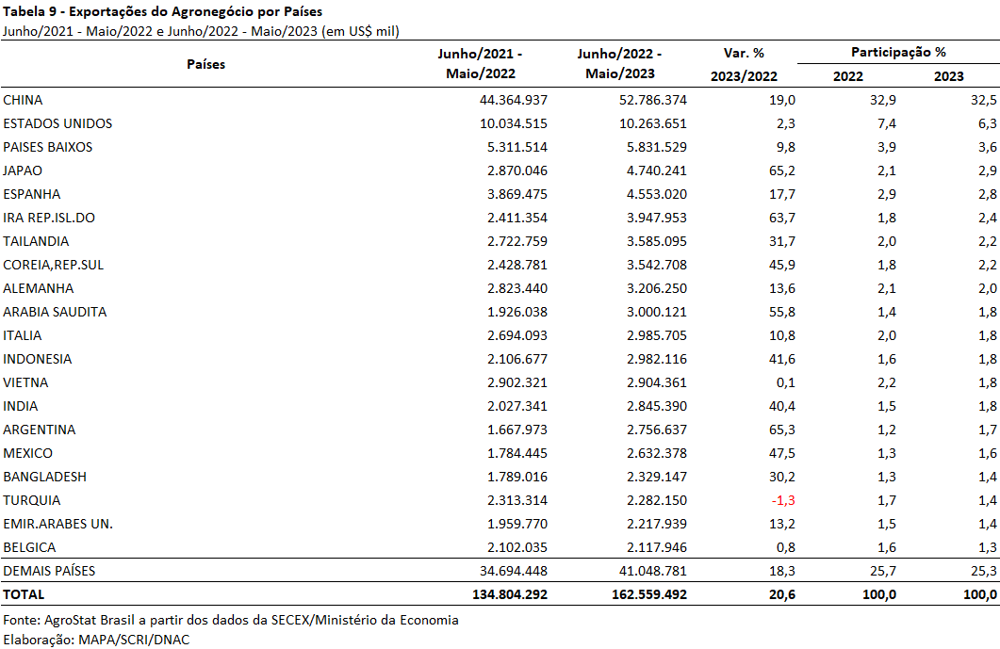 Tabela 9 - Exportações do Agronegócio por Países
Junho/2021 - Maio/2022 e Junho/2022 - Maio/2023 (em US$ mil)
Países Junho/2021 - Maio/2022 Junho/2022 - Maio/2023 Var. % 2023/2022 Participação %
2022 2023
CHINA 44.364.937 52.786.374 19,0 32,9 32,5
ESTADOS UNIDOS 10.034.515 10.263.651 2,3 7,4 6,3
PAISES BAIXOS 5.311.514 5.831.529 9,8 3,9 3,6
JAPAO 2.870.046 4.740.241 65,2 2,1 2,9
ESPANHA 3.869.475 4.553.020 17,7 2,9 2,8
IRA REP.ISL.DO 2.411.354 3.947.953 63,7 1,8 2,4
TAILANDIA 2.722.759 3.585.095 31,7 2,0 2,2
COREIA,REP.SUL 2.428.781 3.542.708 45,9 1,8 2,2
ALEMANHA 2.823.440 3.206.250 13,6 2,1 2,0
ARABIA SAUDITA 1.926.038 3.000.121 55,8 1,4 1,8
ITALIA 2.694.093 2.985.705 10,8 2,0 1,8
INDONESIA 2.106.677 2.982.116 41,6 1,6 1,8
VIETNA 2.902.321 2.904.361 0,1 2,2 1,8
INDIA 2.027.341 2.845.390 40,4 1,5 1,8
ARGENTINA 1.667.973 2.756.637 65,3 1,2 1,7
MEXICO 1.784.445 2.632.378 47,5 1,3 1,6
BANGLADESH 1.789.016 2.329.147 30,2 1,3 1,4
TURQUIA 2.313.314 2.282.150 -1,3 1,7 1,4
EMIR.ARABES UN. 1.959.770 2.217.939 13,2 1,5 1,4
BELGICA 2.102.035 2.117.946 0,8 1,6 1,3
DEMAIS PAÍSES 34.694.448 41.048.781 18,3 25,7 25,3
TOTAL 134.804.292 162.559.492 20,6 100,0 100,0
Fonte: AgroStat Brasil a partir dos dados da SECEX/Ministério da Economia
Elaboração: MAPA/SCRI/DNAC